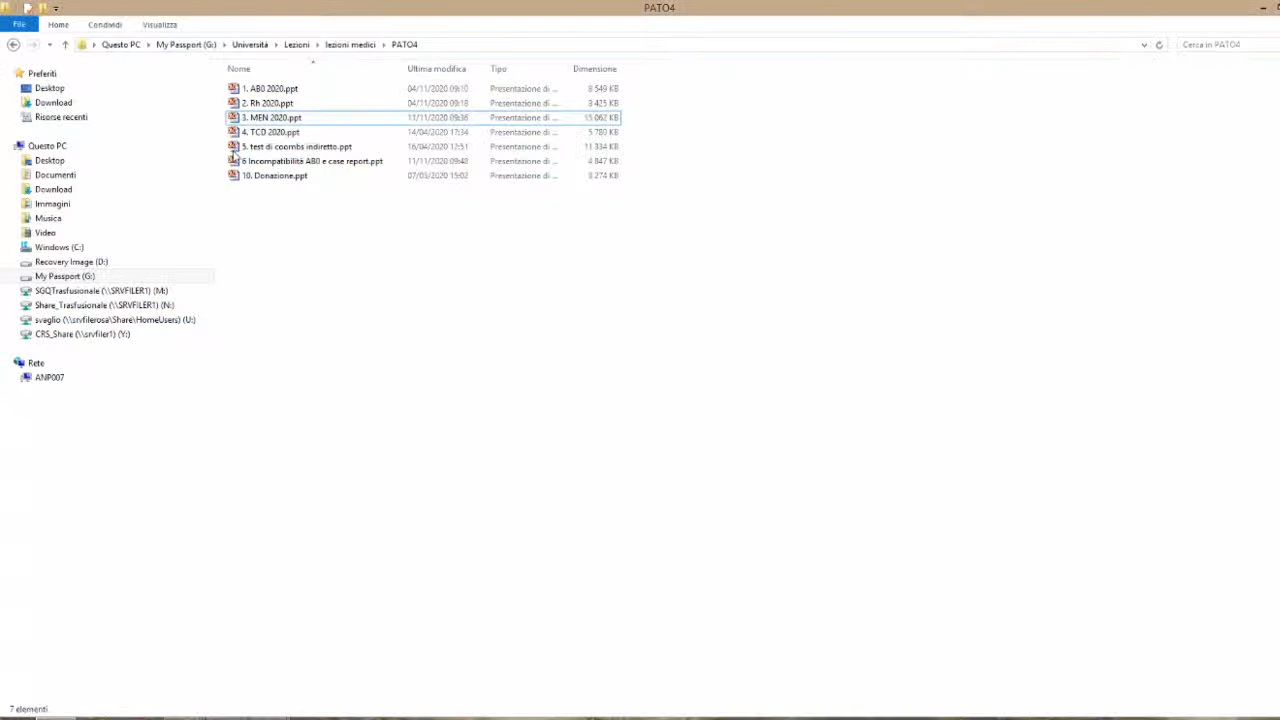 PATO4
File Home Condividi Visualizza
Questo PC My Passport (G:) Università Lezioni lezioni medici PATO4 Cerca in PATO4
Nome Ultima modifica Tipo Dimensione
1. AB0 2020.ppt 04/11/2020 09:10 Presentazione di ... 8 549 KB
2. Rh 2020.ppt 04/11/2020 09:18 Presentazione di ... 8 425 KB
3. MEN 2020.ppt 11/11/2020 09:36 Presentazione di ... 15 062 KB
4. TCD 2020.ppt 14/04/2020 17:34 Presentazione di ... 5 789 KB
5. test di coombs indiretto.ppt 16/04/2020 12:51 Presentazione di ... 11 334 KB
6 Incompatibilità AB0 e case report.ppt 11/11/2020 09:48 Presentazione di ... 4 847 KB
10. Donazione.ppt 07/05/2020 15:02 Presentazione di ... 8 274 KB
Preferiti
Desktop
Download
Risorse recenti
Questo PC
Desktop
Documenti
Download
Immagini
Musica
Video
Windows (C:)
Recovery Image (D:)
My Passport (G:)
SGQTrasfusionale (\\SRVFILER1) (M:)
Share_Trasfusionale (\\SRVFILER1) (N:)
svaglio (\\srvfilerosa\Share\HomeUsers) (U:)
CRS_Share (\\srvfiler1) (Y:)
Rete
ANP007
7 elementi